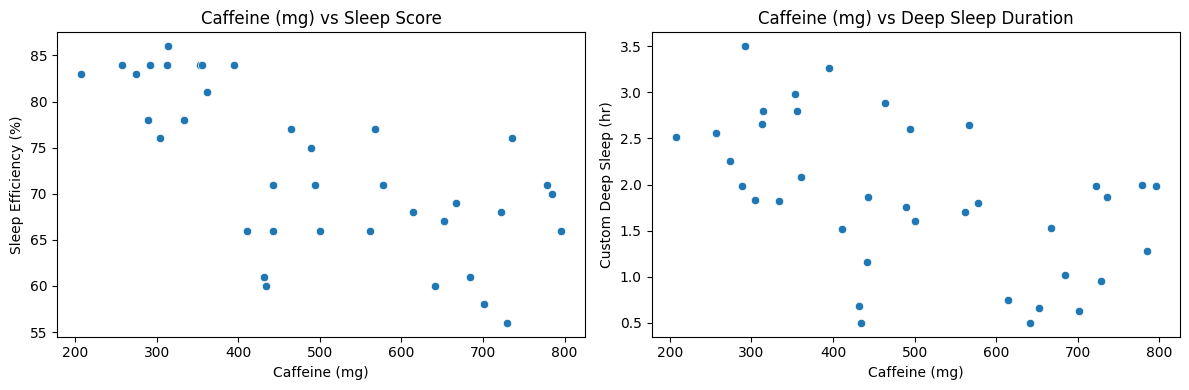 Caffeine (mg) vs Sleep Score
Sleep Efficiency (%)
85
80
75
70
65
60
55
200 300 400 500 600 700 800
Caffeine (mg)
Caffeine (mg) vs Deep Sleep Duration
Custom Deep Sleep (hr)
3.5
3.0
2.5
2.0
1.5
1.0
0.5
200 300 400 500 600 700 800
Caffeine (mg)